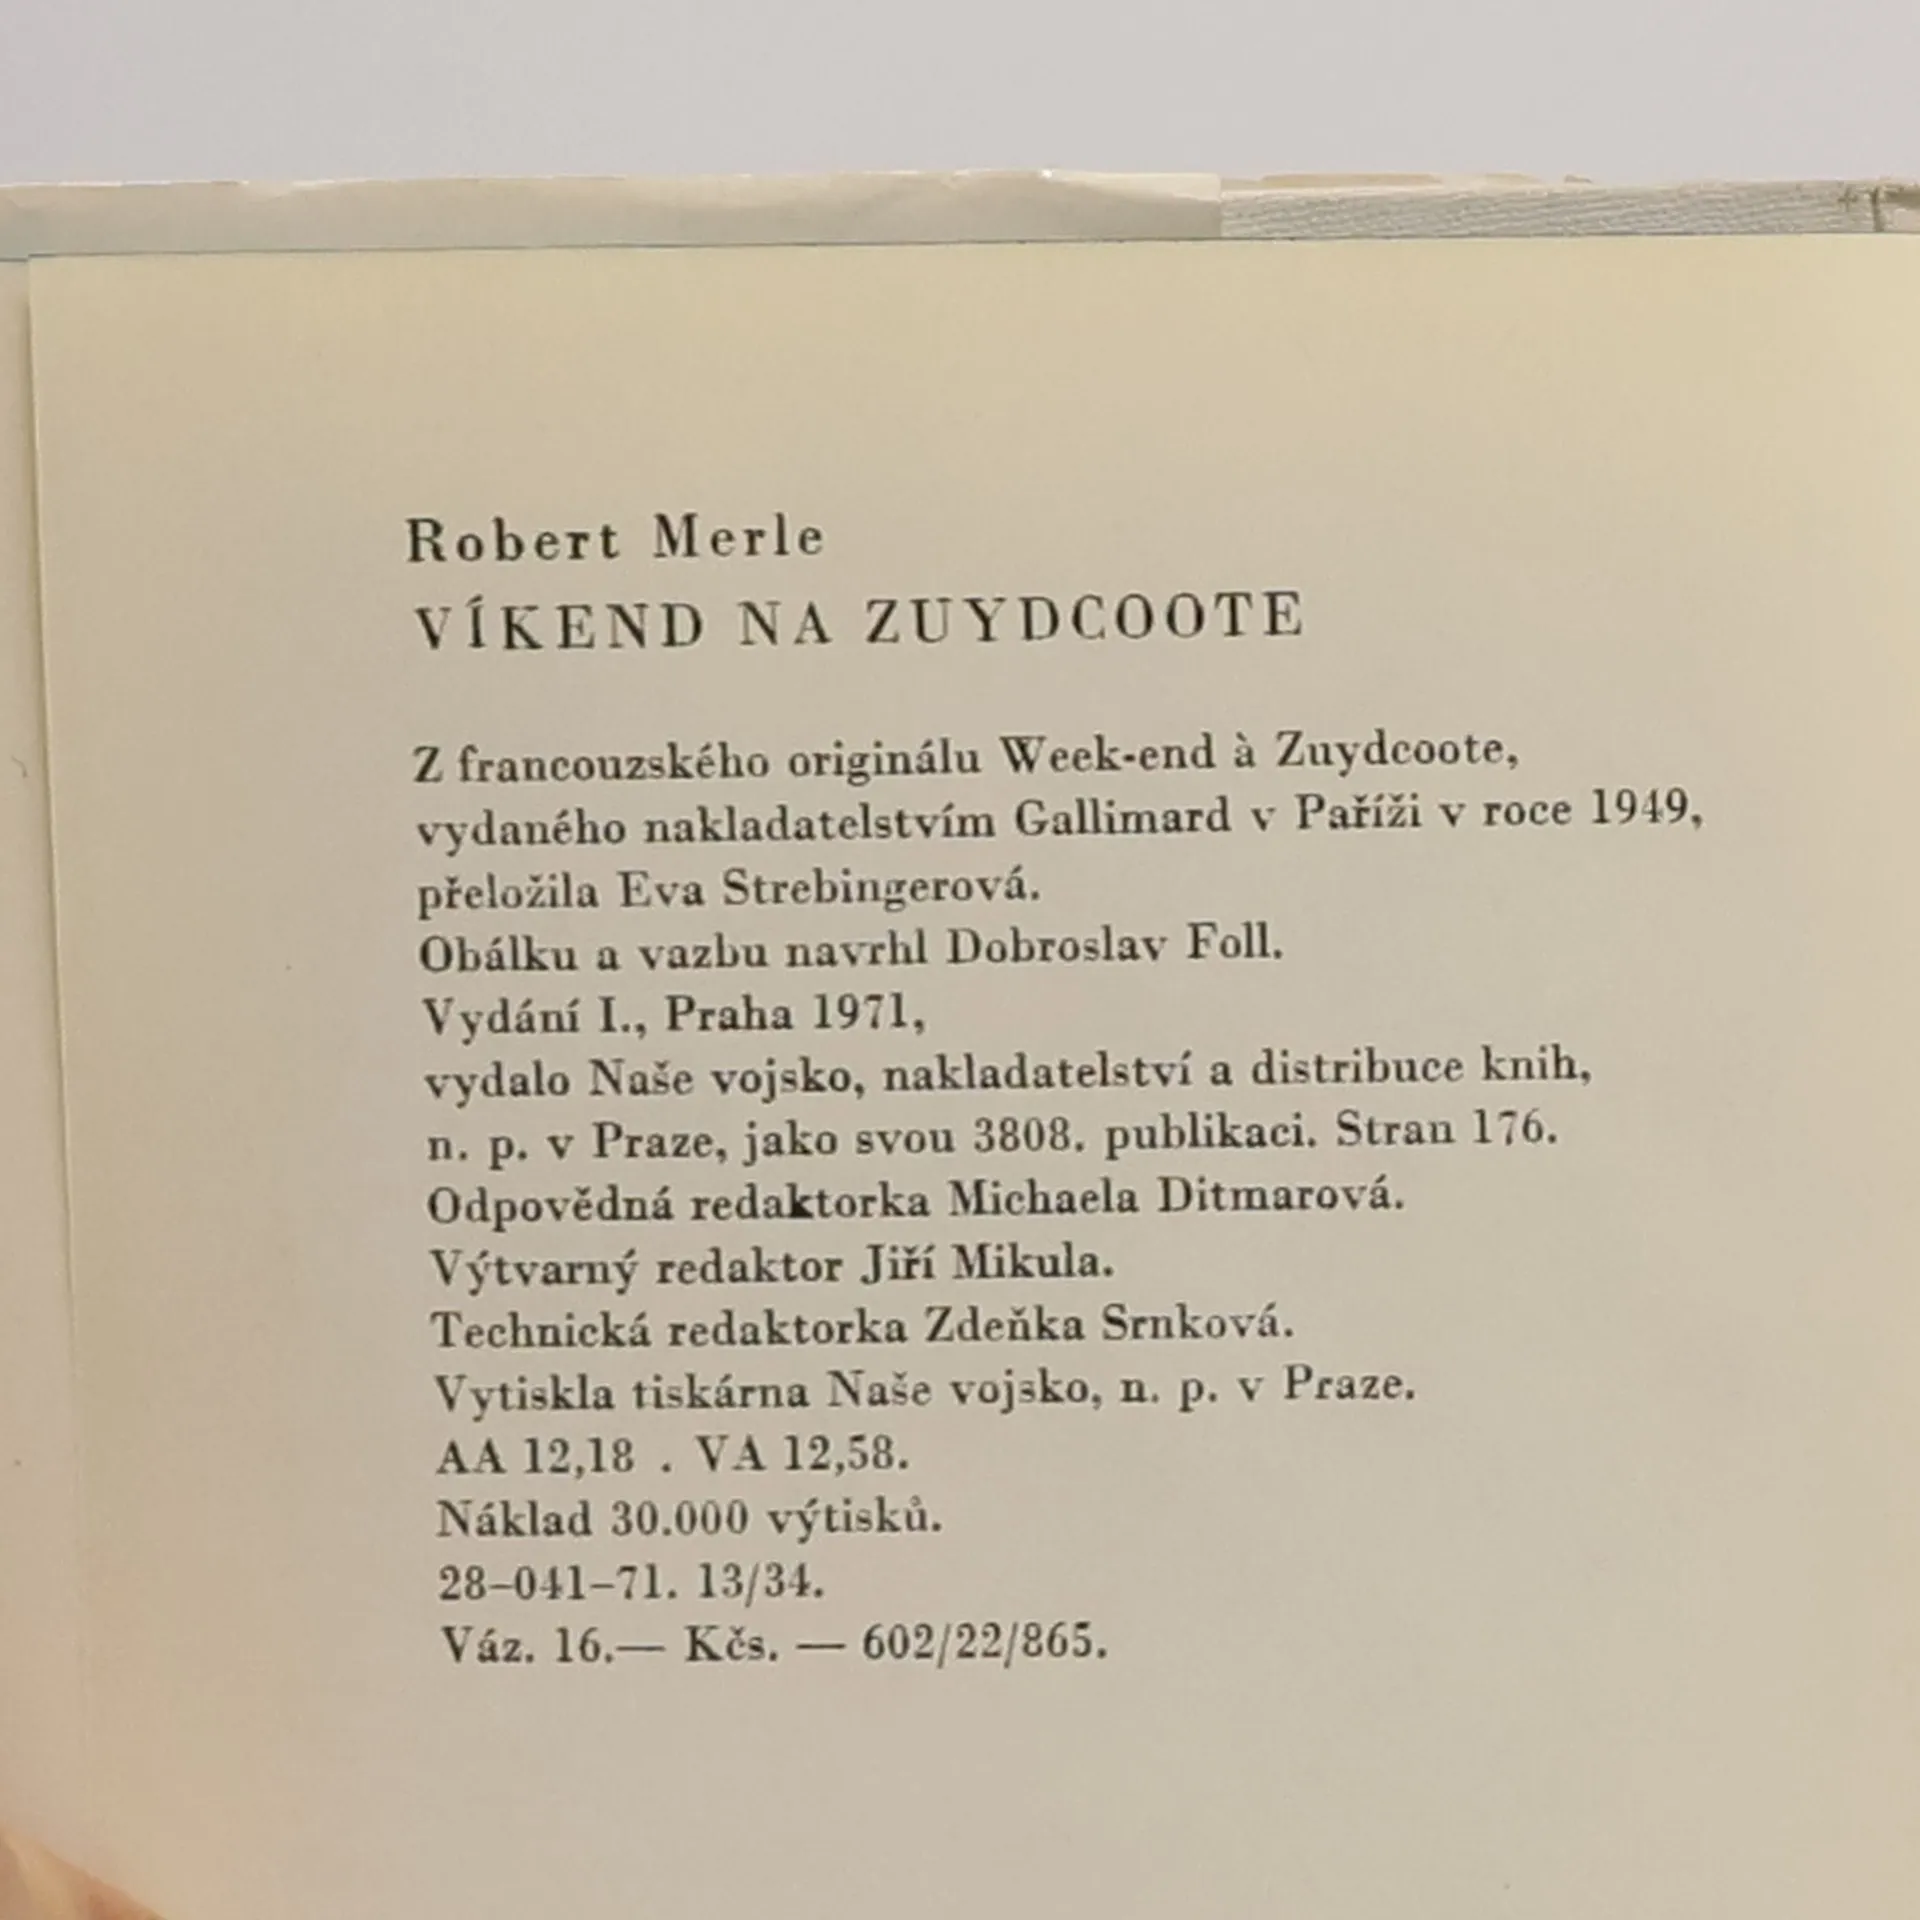 Robert Merle
VÍKEND NA ZUYDCOOTE
Z francouzského originálu Week-end à Zuydcoote,
vydaného nakladatelstvím Gallimard v Paříži v roce 1949,
přeložila Eva Strebingerová.
Obálku a vazbu navrhl Dobroslav Foll.
Vydání I., Praha 1971,
vydalo Naše vojsko, nakladatelství a distribuce knih,
n. p. v Praze, jako svou 3808. publikaci. Stran 176.
Odpovědná redaktorka Michaela Ditmarová.
Výtvarný redaktor Jiří Mikula.
Technická redaktorka Zdeňka Srnková.
Vytiskla tiskárna Naše vojsko, n. p. v Praze.
AA 12,18 . VA 12,58.
Náklad 30.000 výtisků.
28–041–71. 13/34.
Váz. 16.— Kčs. — 602/22/865.